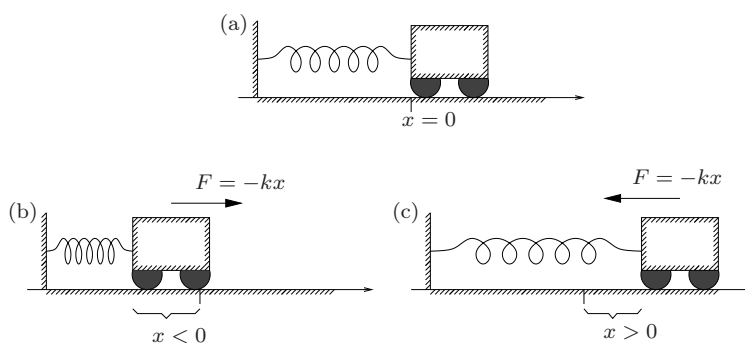 (a)
x = 0
F = −kx
F = −kx
(b)
(c)
x < 0
x > 0